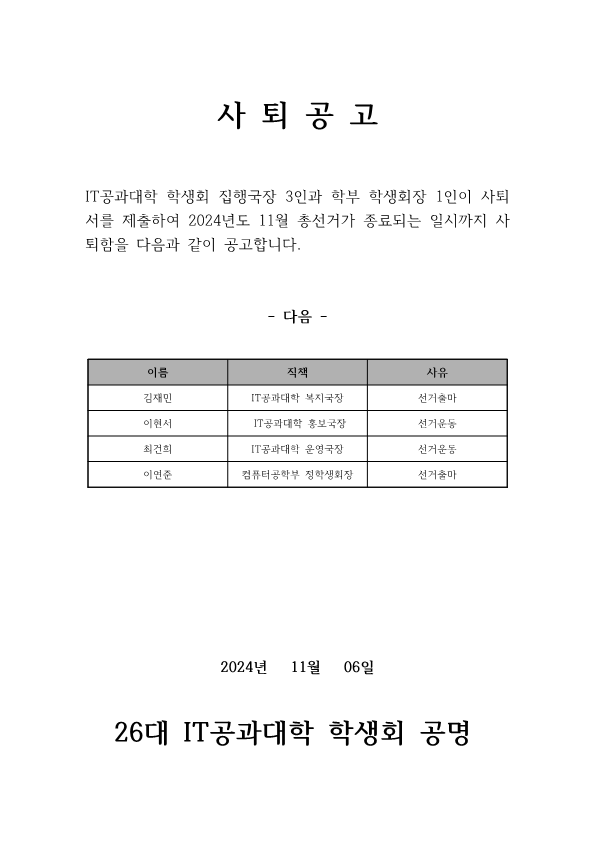 사 퇴 공 고
IT공과대학 학생회 집행국장 3인과 학부 학생회장 1인이 사퇴
서를 제출하여 2024년도 11월 총선거가 종료되는 일시까지 사
퇴함을 다음과 같이 공고합니다.
- 다음 -
이름 직책 사유
김재민 IT공과대학 복지국장 선거출마
이현서 IT공과대학 홍보국장 선거운동
최건희 IT공과대학 운영국장 선거운동
이연준 컴퓨터공학부 정학생회장 선거출마
2024년 11월 06일
26대 IT공과대학 학생회 공명